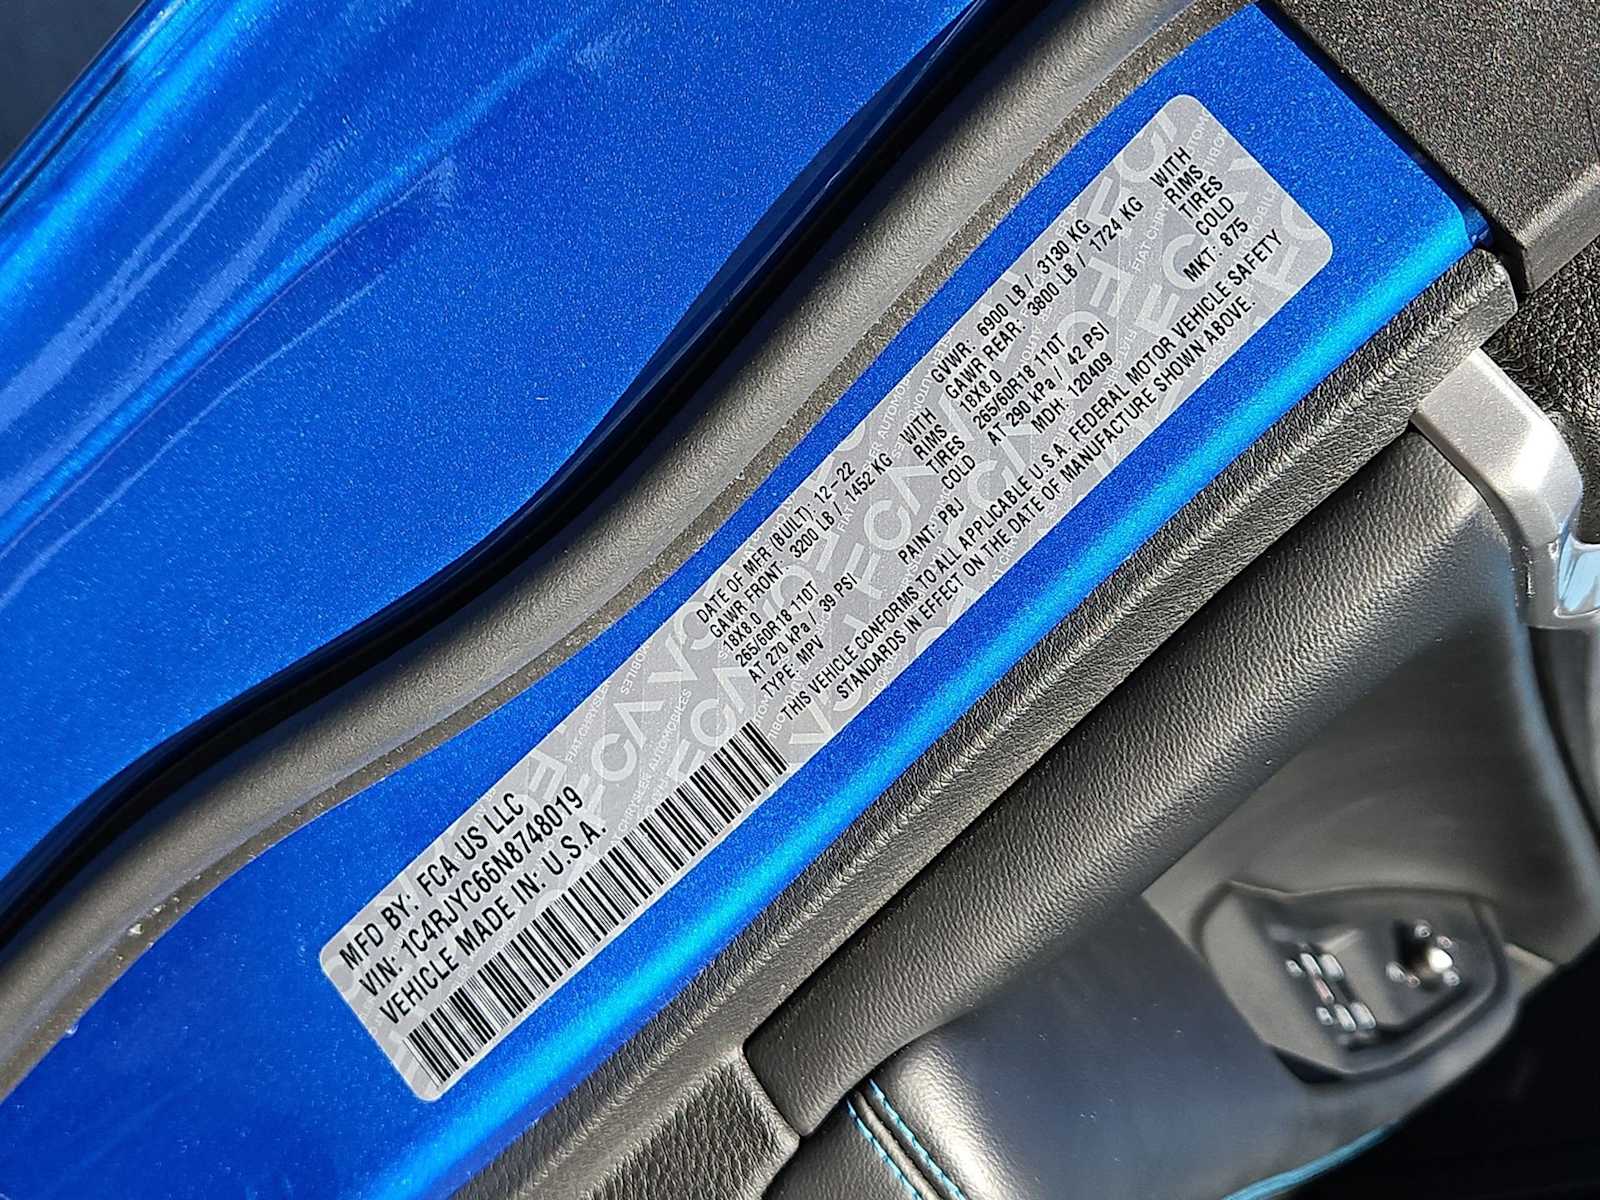 MFD BY: FCA US LLC
VIN: 1C4RJYC66N8748019
VEHICLE MADE IN: U.S.A.
DATE OF MFR (BUILT): 12-22 GVWR: 6900 LB / 3130 KG
GAWR FRONT: 3200 LB / 1452 KG WITH GAWR REAR: 3800 LB / 1724 KG WITH
18X8.0 RIMS 18X8.0 RIMS
265/60R18 110T TIRES 265/60R18 110T TIRES
AT 270 kPa / 39 PSI COLD AT 290 kPa / 42 PSI COLD
TYPE: MPV PAINT: PBJ MDH: 120409 MKT: 875
THIS VEHICLE CONFORMS TO ALL APPLICABLE U.S.A. FEDERAL MOTOR VEHICLE SAFETY
STANDARDS IN EFFECT ON THE DATE OF MANUFACTURE SHOWN ABOVE.